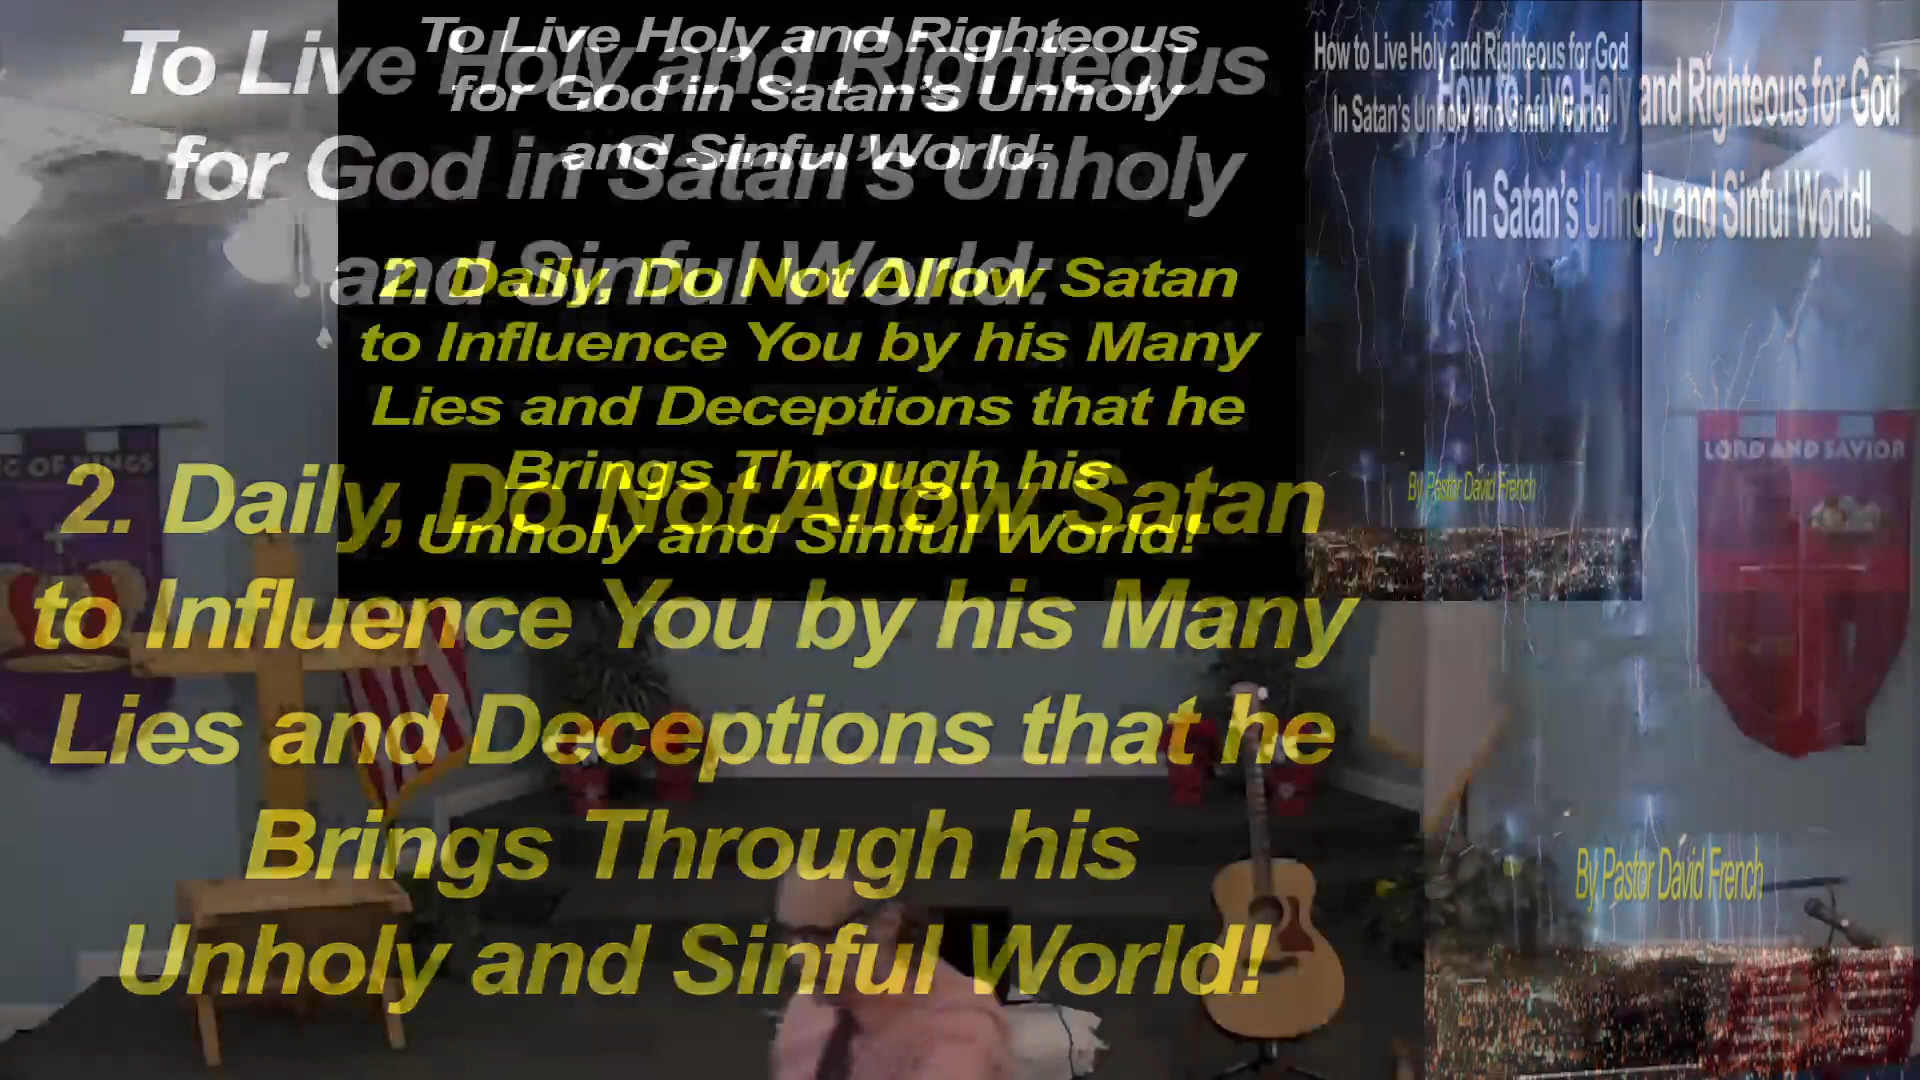 To Live Holy and Righteous
for God in Satan's Unholy
and Sinful World:
2. Daily, Do Not Allow Satan
to Influence You by his Many
Lies and Deceptions that he
Brings Through his
Unholy and Sinful World!
How to Live Holy and Righteous for God
In Satan's Unholy and Sinful World!
By Pastor David French
To Live Holy and Righteous
for God in Satan's Unholy
and Sinful World:
2. Daily, Do Not Allow Satan
to Influence You by his Many
Lies and Deceptions that he
Brings Through his
Unholy and Sinful World!
How to Live Holy and Righteous for God
In Satan's Unholy and Sinful World!
By Pastor David French
OF KINGS
LORD AND SAVIOR